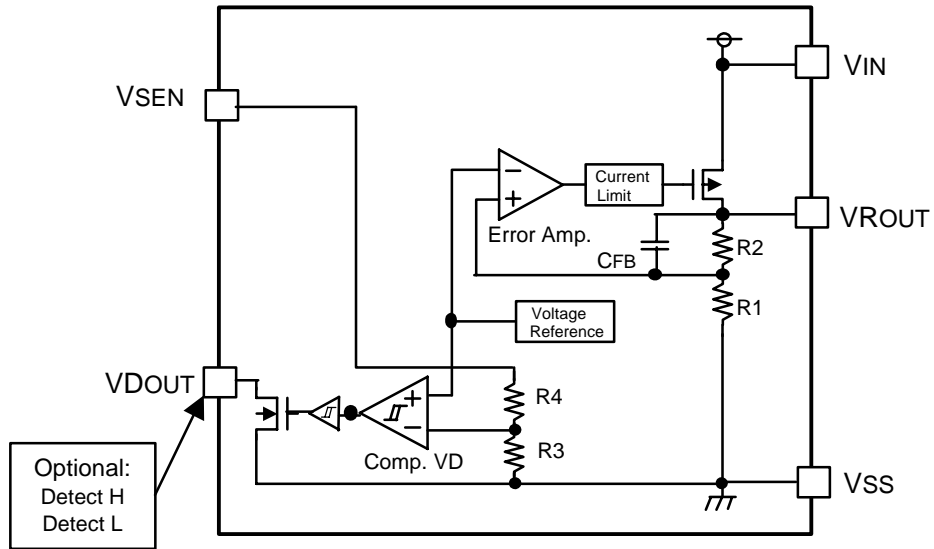 VIN
VSEN
Current
Limit
−
+
Error Amp.
VROUT
CFB
R2
R1
Voltage
Reference
VDOUT
R4
+
−
R3
Comp. VD
Optional:
Detect H
Detect L
VSS